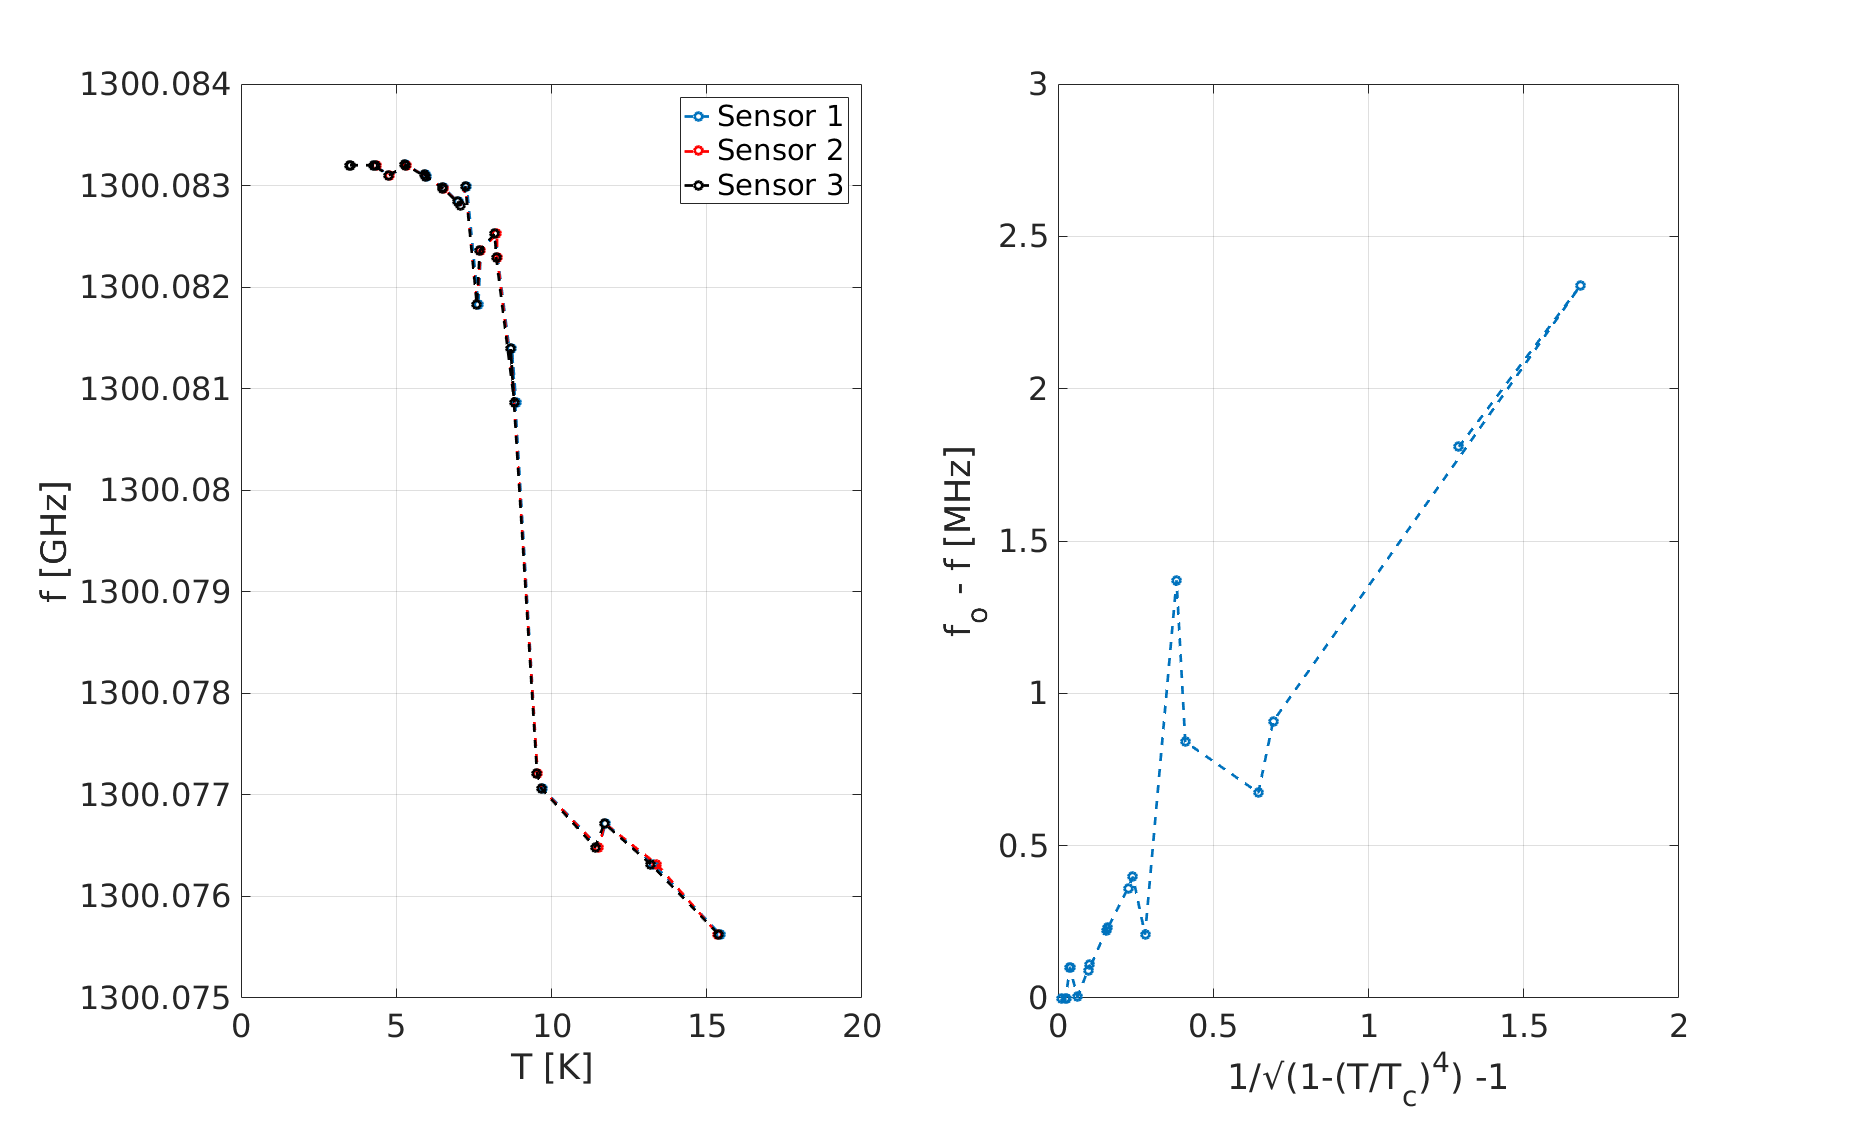 1300.084
1300.083
1300.082
1300.081
1300.08
1300.079
1300.078
1300.077
1300.076
1300.075
f [GHz]
0 5 10 15 20
T [K]
Sensor 1
Sensor 2
Sensor 3
3
2.5
2
1.5
1
0.5
0
f_o - f [MHz]
0 0.5 1 1.5 2
1/√(1-(T/T_c)^4) -1